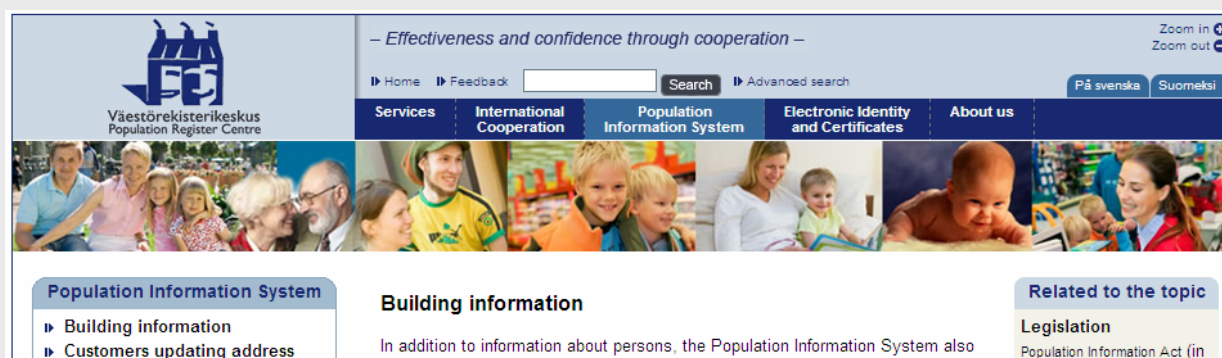 – Effectiveness and confidence through cooperation –
Zoom in
Zoom out
Home Feedback Search Advanced search
På svenska Suomeksi
Väestörekisterikeskus
Population Register Centre
Services International Cooperation Population Information System Electronic Identity and Certificates About us
Population Information System
Building information
Customers updating address
Building information
In addition to information about persons, the Population Information System also
Related to the topic
Legislation
Population Information Act (in